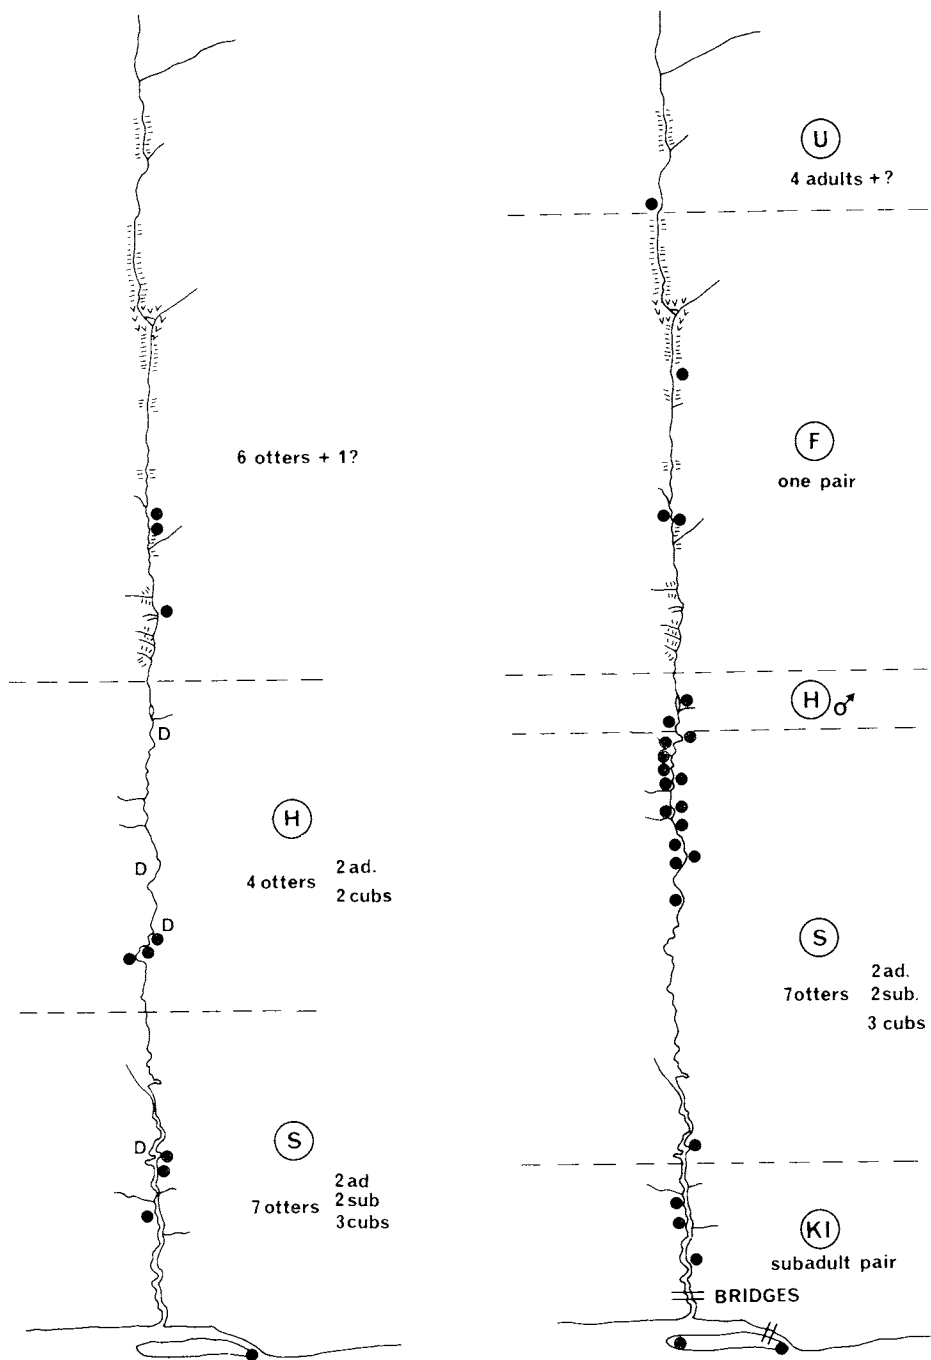 6 otters + 1?
D
H
D
4 otters
2 ad.
2 cubs
D
S
D
7 otters
2 ad
2 sub
3 cubs
U
4 adults + ?
F
one pair
H ♂
S
7 otters
2 ad.
2 sub.
3 cubs
KI
subadult pair
BRIDGES